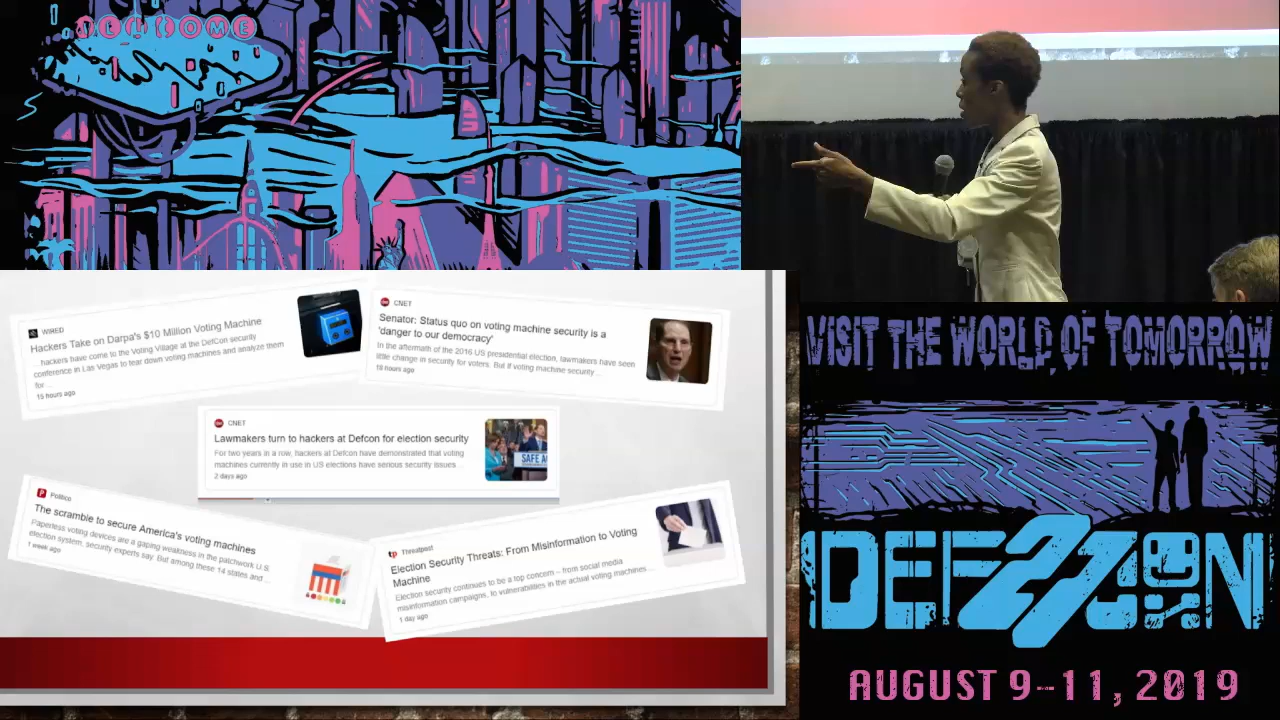 WELCOME
WIRED
Hackers Take on Darpa's $10 Million Voting Machine
... hackers have come to the Voting Village at the DefCon security
conference in Las Vegas to tear down voting machines and analyze them
for ...
15 hours ago
CNET
Senator: Status quo on voting machine security is a
'danger to our democracy'
In the aftermath of the 2016 US presidential election, lawmakers have seen
little change in security for voters. But if voting machine security ...
18 hours ago
CNET
Lawmakers turn to hackers at Defcon for election security
For two years in a row, hackers at Defcon have demonstrated that voting
machines currently in use in US elections have serious security issues ...
2 days ago
SAFE A
Politico
The scramble to secure America's voting machines
Paperless voting devices are a gaping weakness in the patchwork U.S.
election system, security experts say. But among these 14 states and ...
1 week ago
tp Threatpost
Election Security Threats: From Misinformation to Voting
Machine
Election security continues to be a top concern – from social media
misinformation campaigns, to vulnerabilities in the actual voting machines ...
1 day ago
VISIT THE WORLD OF TOMORROW
DEF27CON
AUGUST 9-11, 2019